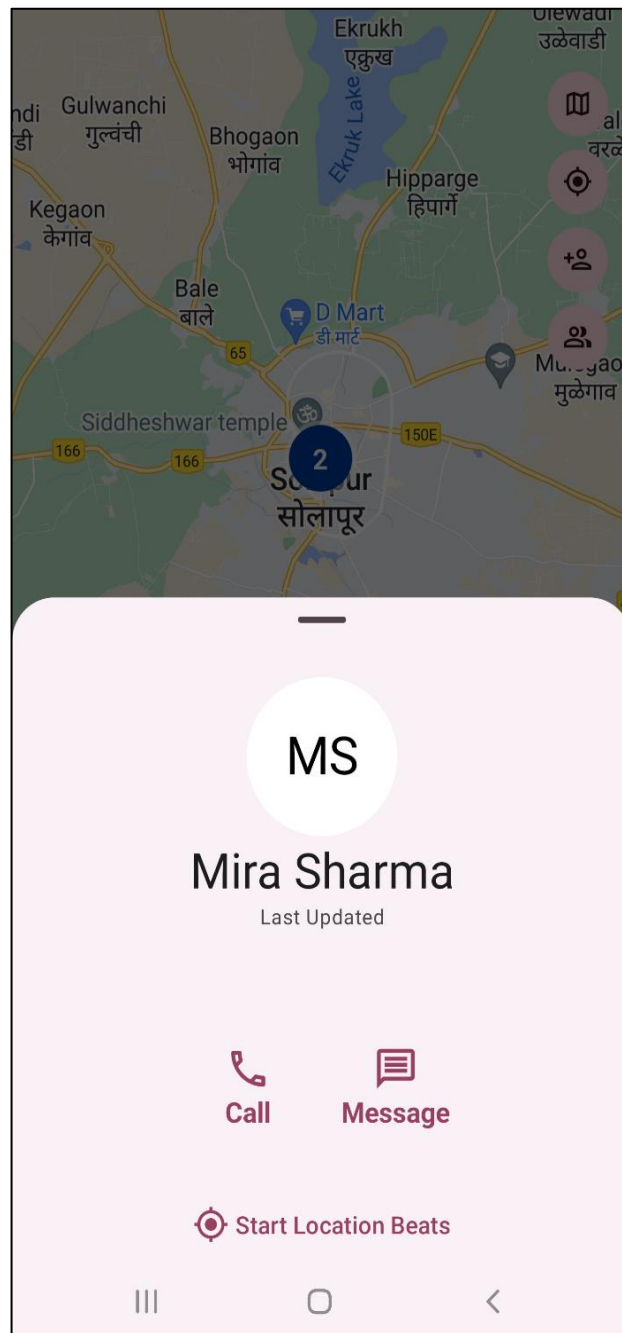 Ekrukh
एक्रुख
उळेवाडी
Gulwanchi
गुल्वंची
Bhogaon
भोगांव
Ekruk Lake
Hipparge
हिपार्गे
Kegaon
केगांव
Bale
बाले
D Mart
डी मार्ट
65
मुळेगाव
Siddheshwar temple
150E
166
166
2
सोलापूर
MS
Mira Sharma
Last Updated
Call
Message
Start Location Beats